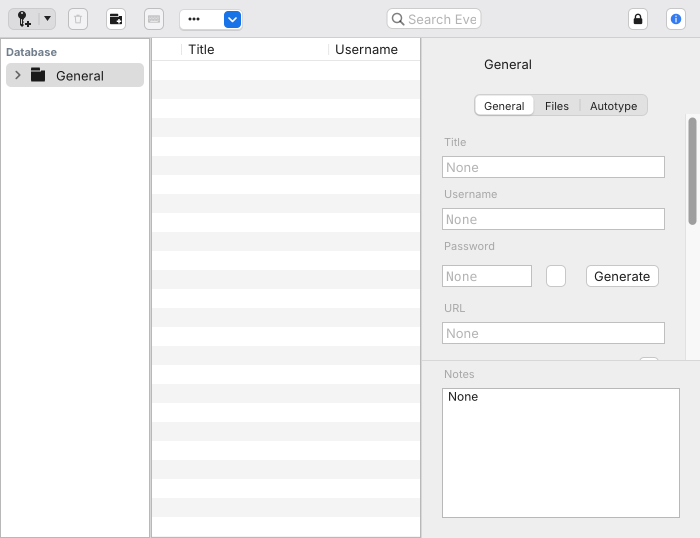 •••
Search Eve
Database
General
Title
Username
General
General
Files
Autotype
Title
None
Username
None
Password
None
Generate
URL
None
Notes
None